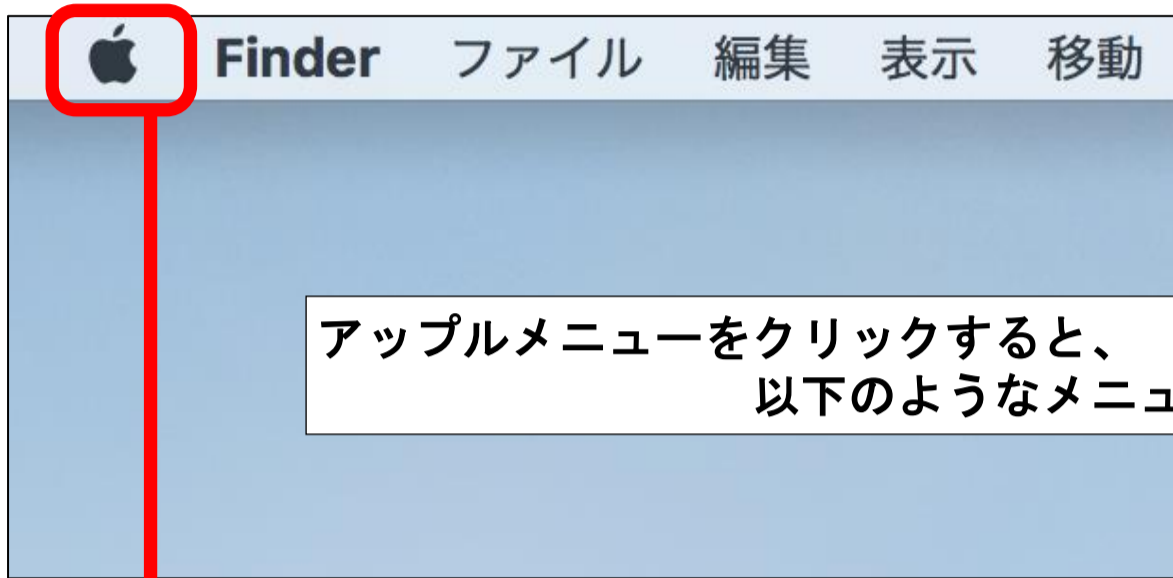 Finder ファイル 編集 表示 移動
アップルメニューをクリックすると、
以下のようなメニュ